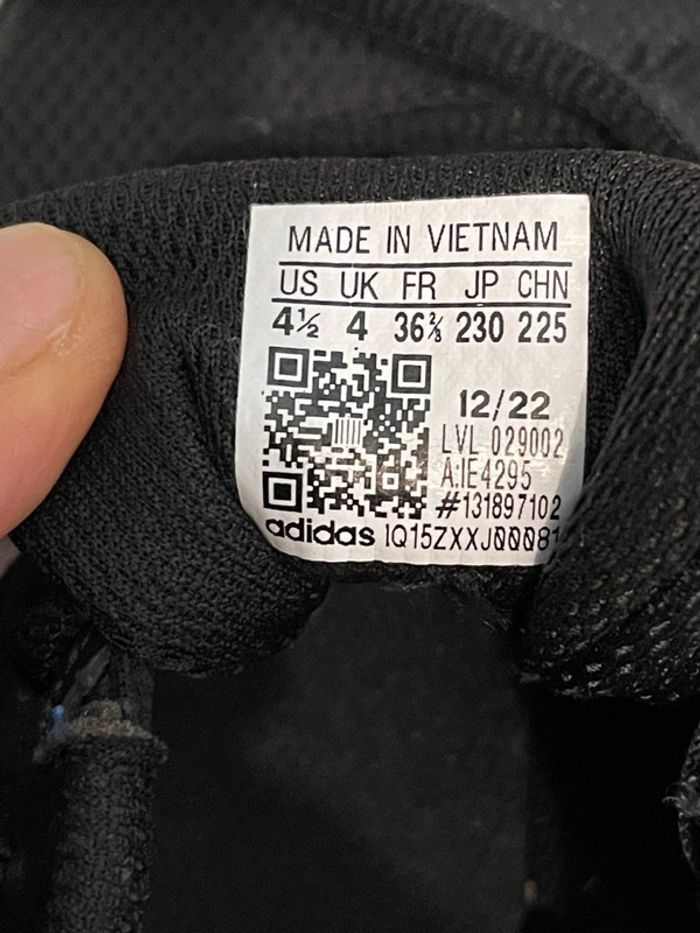 MADE IN VIETNAM
US UK FR JP CHN
4½ 4 36⅔ 230 225
12/22
LVL 029002
A:IE4295
#131897102
adidas